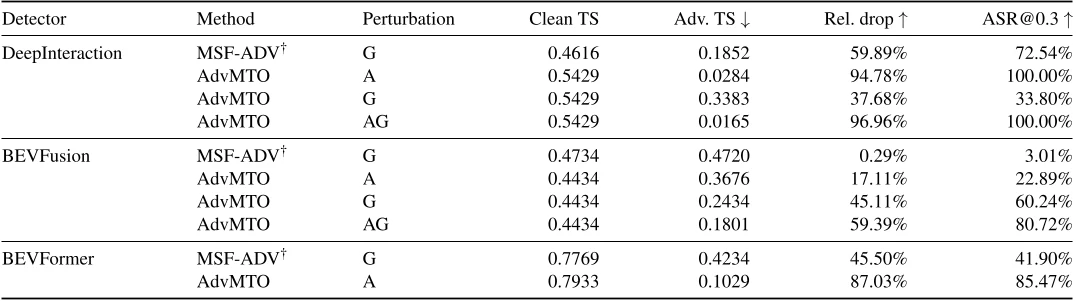 Detector Method Perturbation Clean TS Adv. TS ↓ Rel. drop ↑ ASR@0.3 ↑
DeepInteraction MSF-ADV† G 0.4616 0.1852 59.89% 72.54%
AdvMTO A 0.5429 0.0284 94.78% 100.00%
AdvMTO G 0.5429 0.3383 37.68% 33.80%
AdvMTO AG 0.5429 0.0165 96.96% 100.00%
BEVFusion MSF-ADV† G 0.4734 0.4720 0.29% 3.01%
AdvMTO A 0.4434 0.3676 17.11% 22.89%
AdvMTO G 0.4434 0.2434 45.11% 60.24%
AdvMTO AG 0.4434 0.1801 59.39% 80.72%
BEVFormer MSF-ADV† G 0.7769 0.4234 45.50% 41.90%
AdvMTO A 0.7933 0.1029 87.03% 85.47%